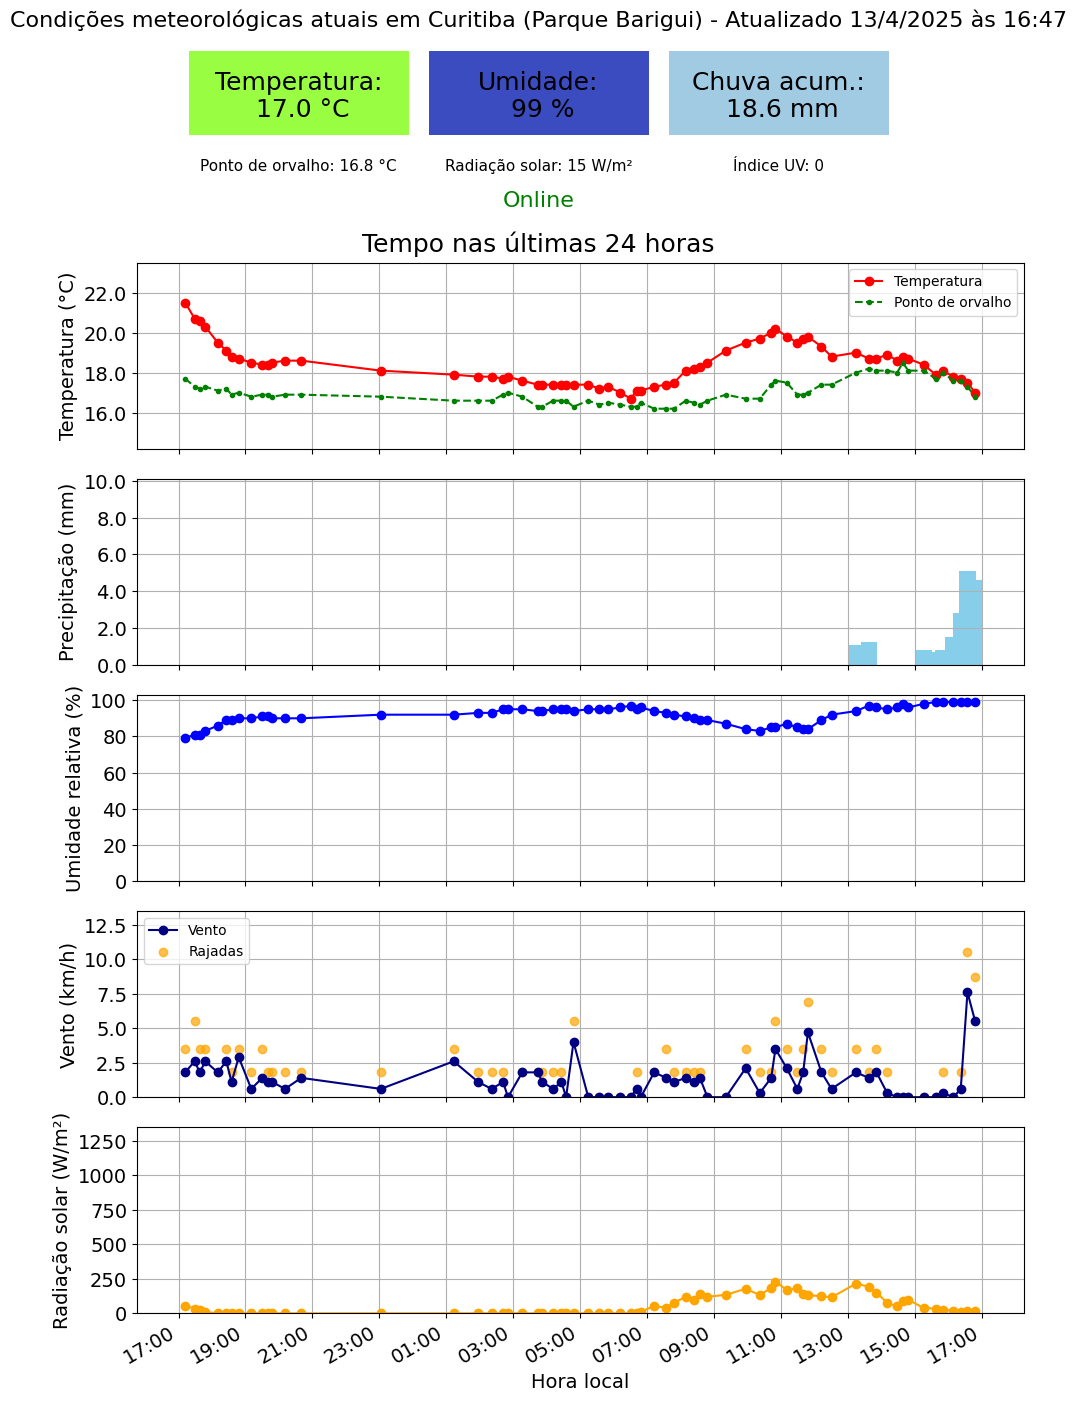 Condições meteorológicas atuais em Curitiba (Parque Barigui) - Atualizado 13/4/2025 às 16:47
Temperatura:
17.0 °C
Umidade:
99 %
Chuva acum.:
18.6 mm
Ponto de orvalho: 16.8 °C
Radiação solar: 15 W/m²
Índice UV: 0
Online
Tempo nas últimas 24 horas
Temperatura (°C)
22.0
20.0
18.0
16.0
Temperatura
Ponto de orvalho
Precipitação (mm)
10.0
8.0
6.0
4.0
2.0
0.0
Umidade relativa (%)
100
80
60
40
20
0
Vento (km/h)
12.5
10.0
7.5
5.0
2.5
0.0
Vento
Rajadas
Radiação solar (W/m²)
1250
1000
750
500
250
0
17:00
19:00
21:00
23:00
01:00
03:00
05:00
07:00
09:00
11:00
13:00
15:00
17:00
Hora local